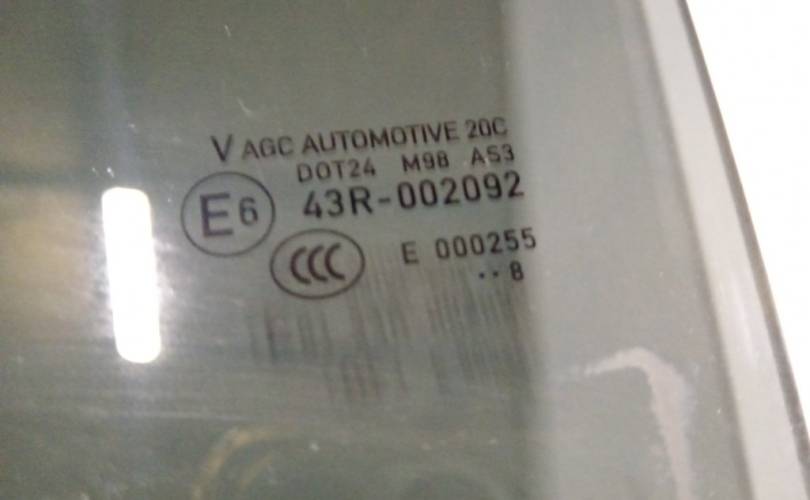 V AGC AUTOMOTIVE 20C
DOT24 M98 AS3
E6 43R-002092
CCC E 000255
·· 8